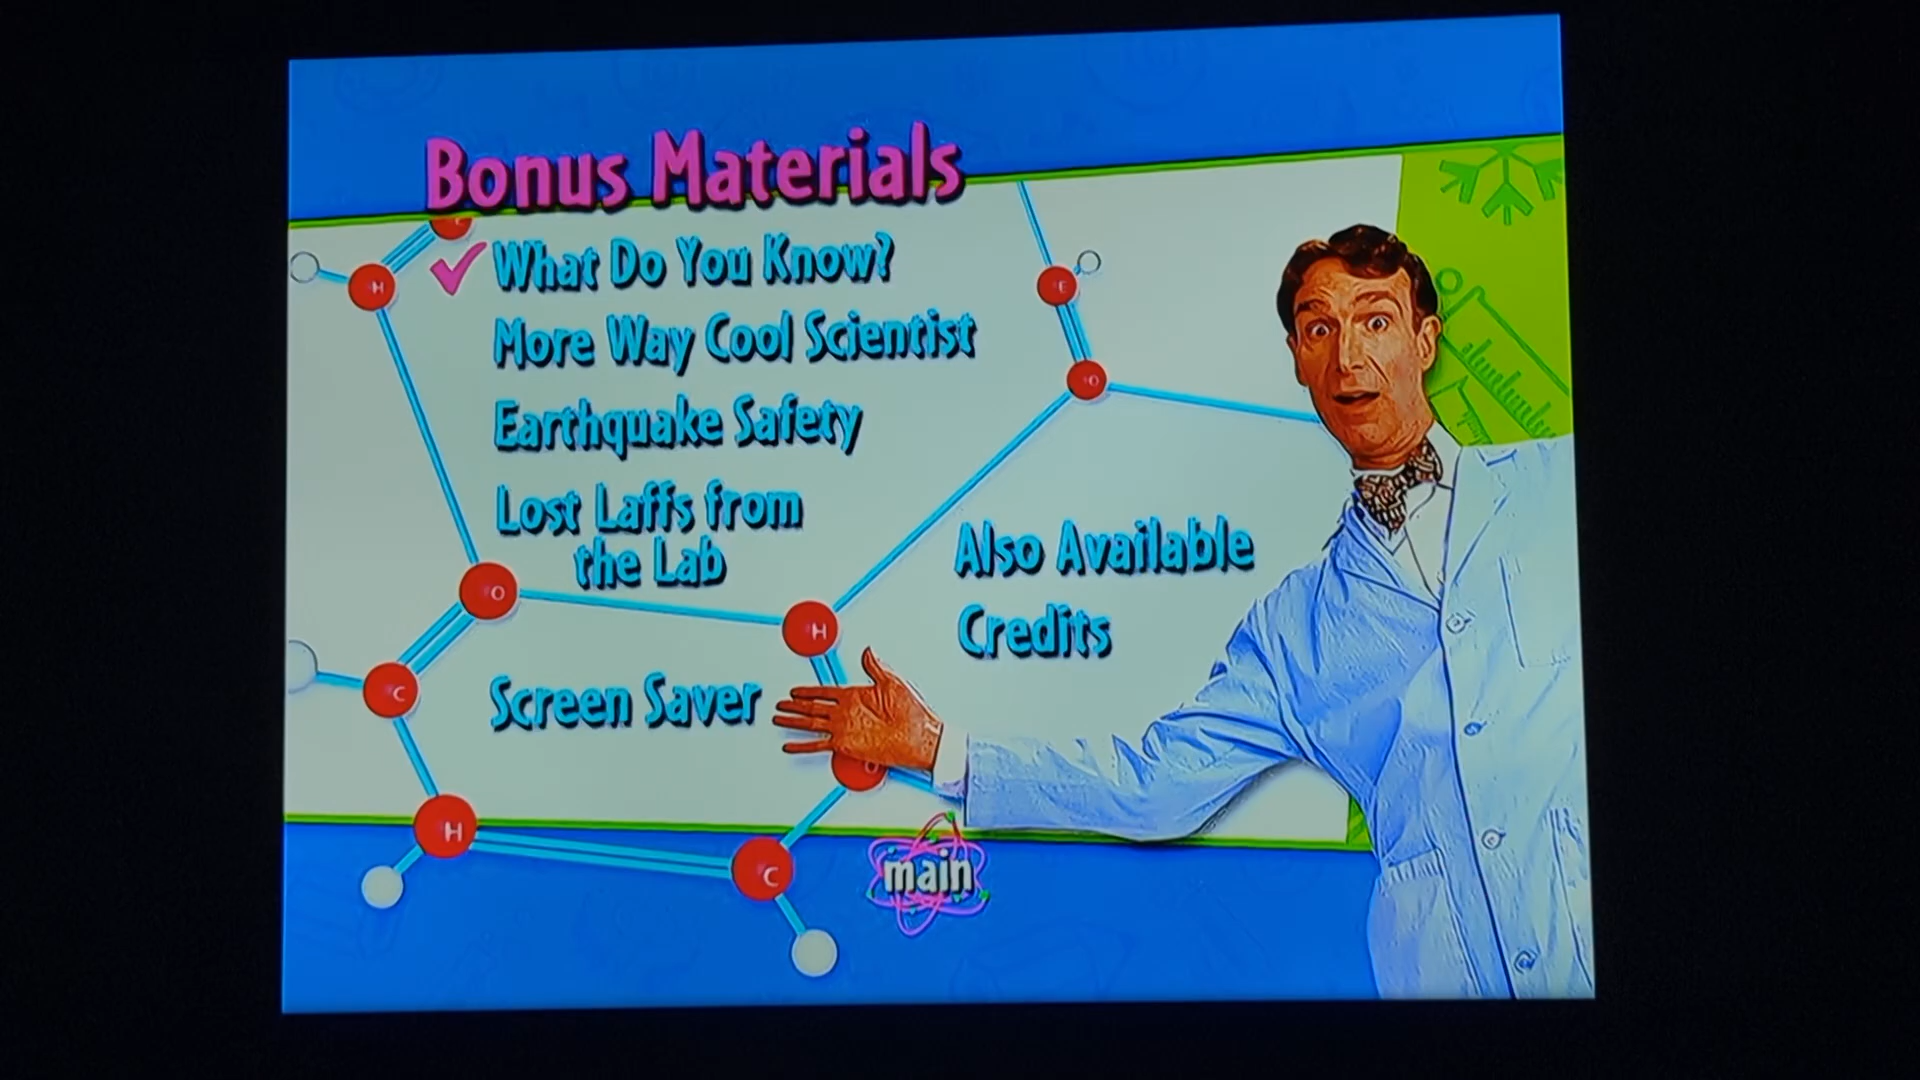 Bonus Materials
What Do You Know?
More Way Cool Scientist
Earthquake Safety
Lost Laffs from
the Lab
Screen Saver
Also Available
Credits
main
H
E
O
O
H
C
H
C